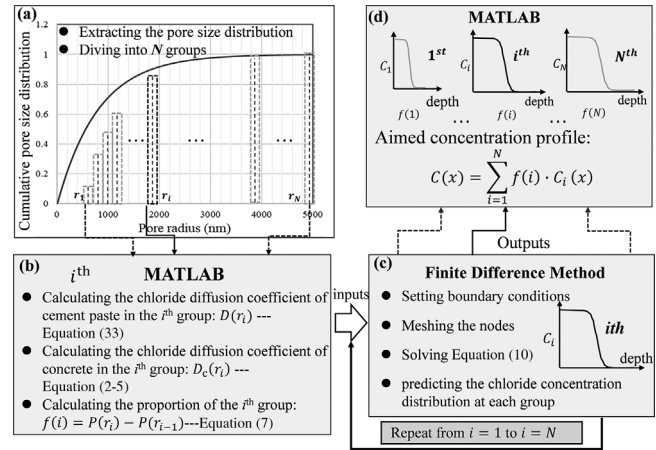 (a)
● Extracting the pore size distribution
● Diving into N groups
Cumulative pore size distribution
1.2
1
0.8
0.6
0.4
0.2
0
r₁
...
rᵢ
...
...
r_N
0 1000 2000 3000 4000 5000
Pore radius (nm)
(b)
iᵗʰ MATLAB
● Calculating the chloride diffusion coefficient of
cement paste in the iᵗʰ group: D(rᵢ) ---
Equation (33)
● Calculating the chloride diffusion coefficient of
concrete in the iᵗʰ group: D_c(rᵢ) ---
Equation (2-5)
● Calculating the proportion of the iᵗʰ group:
f(i) = P(rᵢ) − P(rᵢ₋₁)---Equation (7)
inputs
(c)
Finite Difference Method
● Setting boundary conditions
● Meshing the nodes
● Solving Equation (10)
● predicting the chloride concentration
distribution at each group
Cᵢ
ith
depth
Repeat from i = 1 to i = N
Outputs
(d)
MATLAB
C₁ 1ˢᵗ depth
Cᵢ iᵗʰ depth
C_N Nᵗʰ depth
f(1) ... f(i) ... f(N)
Aimed concentration profile:
C(x) = ∑_{i=1}^{N} f(i) · Cᵢ (x)